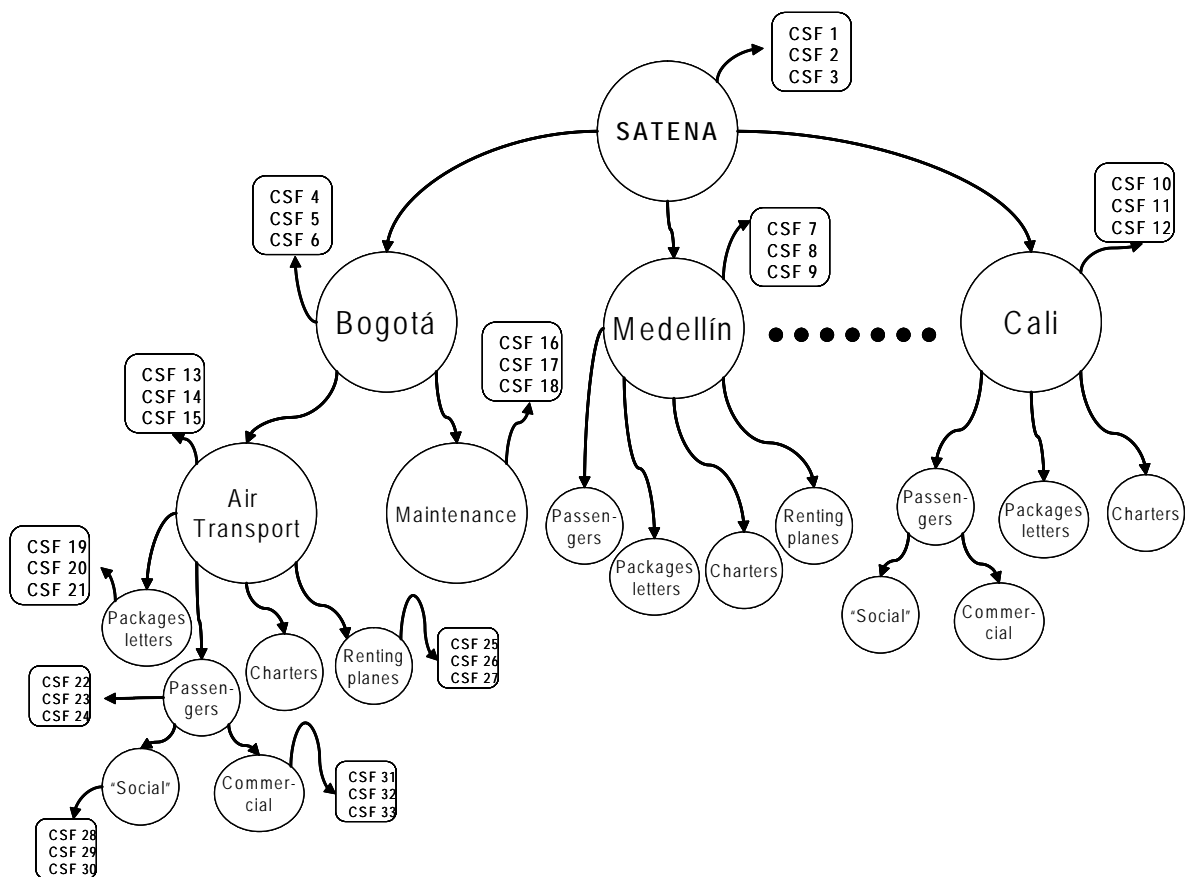 CSF 1
CSF 2
CSF 3
SATENA
CSF 4
CSF 5
CSF 6
CSF 7
CSF 8
CSF 9
CSF 10
CSF 11
CSF 12
Bogotá
Medellín
Cali
CSF 13
CSF 14
CSF 15
CSF 16
CSF 17
CSF 18
Air
Transport
Maintenance
Passen-
gers
Packages
letters
Charters
Renting
planes
Passen-
gers
Packages
letters
Charters
"Social"
Commer-
cial
CSF 19
CSF 20
CSF 21
Packages
letters
Passen-
gers
Charters
Renting
planes
CSF 25
CSF 26
CSF 27
CSF 22
CSF 23
CSF 24
"Social"
Commer-
cial
CSF 31
CSF 32
CSF 33
CSF 28
CSF 29
CSF 30